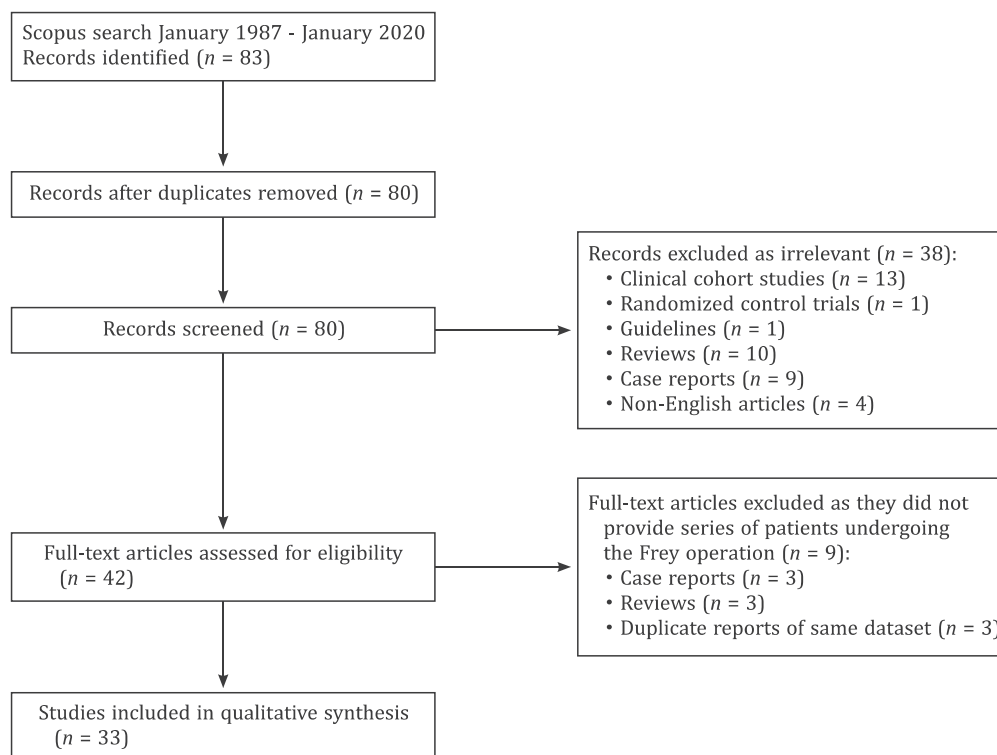 Scopus search January 1987 - January 2020
Records identified (n = 83)
Records after duplicates removed (n = 80)
Records screened (n = 80)
Records excluded as irrelevant (n = 38):
• Clinical cohort studies (n = 13)
• Randomized control trials (n = 1)
• Guidelines (n = 1)
• Reviews (n = 10)
• Case reports (n = 9)
• Non-English articles (n = 4)
Full-text articles assessed for eligibility
(n = 42)
Full-text articles excluded as they did not
provide series of patients undergoing
the Frey operation (n = 9):
• Case reports (n = 3)
• Reviews (n = 3)
• Duplicate reports of same dataset (n = 3)
Studies included in qualitative synthesis
(n = 33)